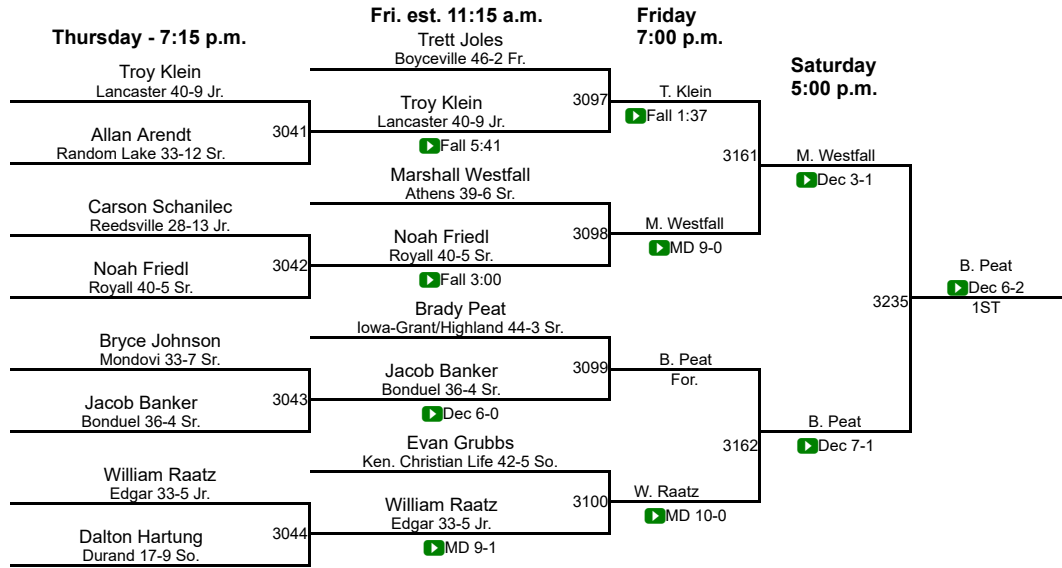 Thursday - 7:15 p.m.
Troy Klein
Lancaster 40-9 Jr.
Allan Arendt
Random Lake 33-12 Sr.
3041
Carson Schanilec
Reedsville 28-13 Jr.
Noah Friedl
Royall 40-5 Sr.
3042
Bryce Johnson
Mondovi 33-7 Sr.
Jacob Banker
Bonduel 36-4 Sr.
3043
William Raatz
Edgar 33-5 Jr.
Dalton Hartung
Durand 17-9 So.
3044
Fri. est. 11:15 a.m.
Trett Joles
Boyceville 46-2 Fr.
Troy Klein
Lancaster 40-9 Jr.
Fall 5:41
3097
Marshall Westfall
Athens 39-6 Sr.
Noah Friedl
Royall 40-5 Sr.
Fall 3:00
3098
Brady Peat
Iowa-Grant/Highland 44-3 Sr.
Jacob Banker
Bonduel 36-4 Sr.
Dec 6-0
3099
Evan Grubbs
Ken. Christian Life 42-5 So.
William Raatz
Edgar 33-5 Jr.
MD 9-1
3100
Friday
7:00 p.m.
T. Klein
Fall 1:37
3161
M. Westfall
MD 9-0
B. Peat
For.
3162
W. Raatz
MD 10-0
Saturday
5:00 p.m.
M. Westfall
Dec 3-1
3235
B. Peat
Dec 7-1
B. Peat
Dec 6-2
1ST